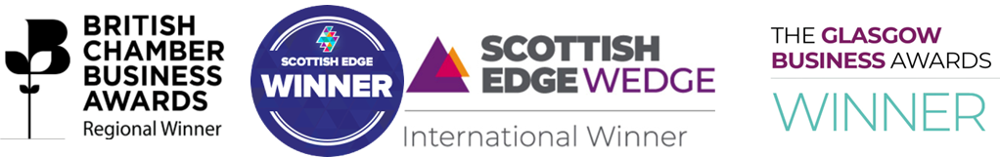 BRITISH
CHAMBER
BUSINESS
AWARDS
Regional Winner
SCOTTISH EDGE
WINNER
SCOTTISH
EDGE WEDGE
International Winner
THE GLASGOW
BUSINESS AWARDS
WINNER